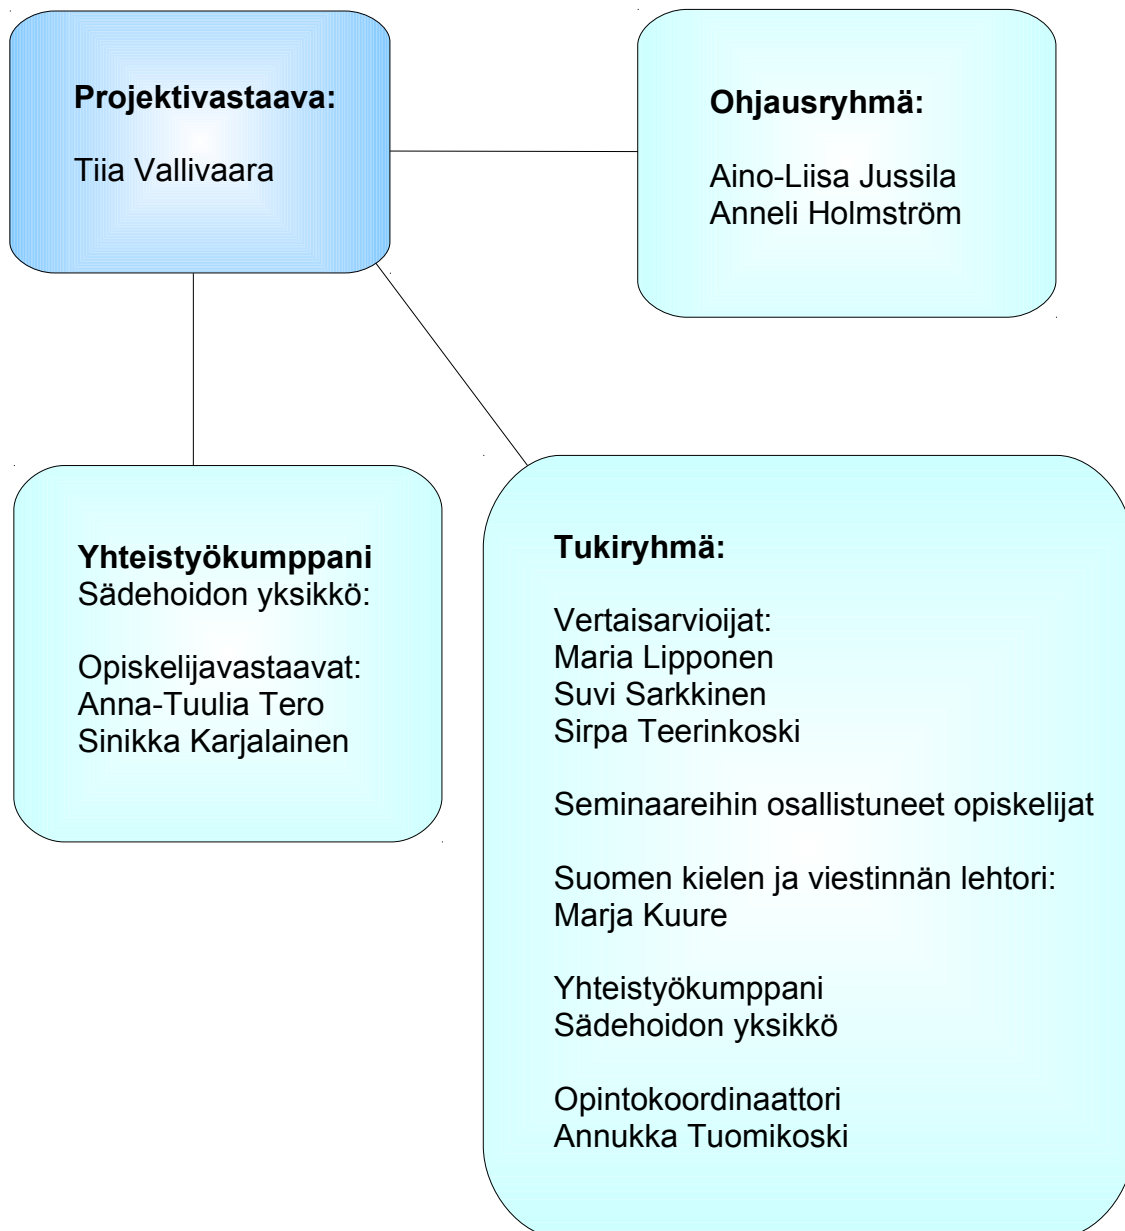 Projektivastaava:
Tiia Vallivaara
Ohjausryhmä:
Aino-Liisa Jussila
Anneli Holmström
Yhteistyökumppani
Sädehoidon yksikkö:
Opiskelijavastaavat:
Anna-Tuulia Tero
Sinikka Karjalainen
Tukiryhmä:
Vertaisarvioijat:
Maria Lipponen
Suvi Sarkkinen
Sirpa Teerinkoski
Seminaareihin osallistuneet opiskelijat
Suomen kielen ja viestinnän lehtori:
Marja Kuure
Yhteistyökumppani
Sädehoidon yksikkö
Opintokoordinaattori
Annukka Tuomikoski